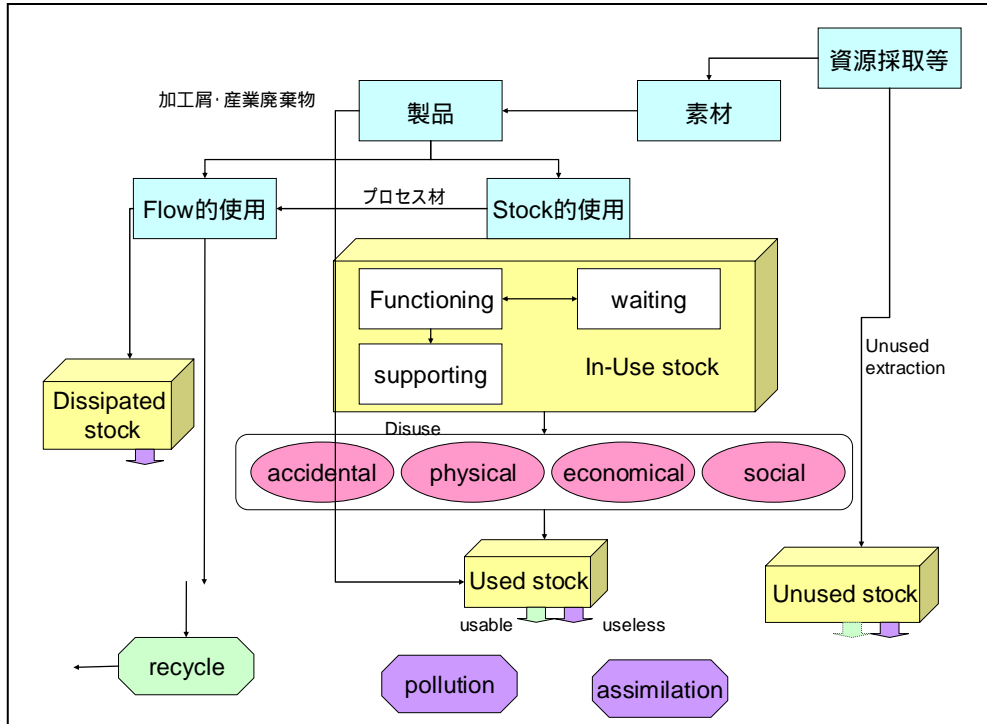 資源採取等
加工屑・産業廃棄物
製品
素材
プロセス材
Flow的使用
Stock的使用
Functioning
waiting
supporting
In-Use stock
Unused
extraction
Dissipated
stock
Disuse
accidental
physical
economical
social
Used stock
Unused stock
usable
useless
recycle
pollution
assimilation